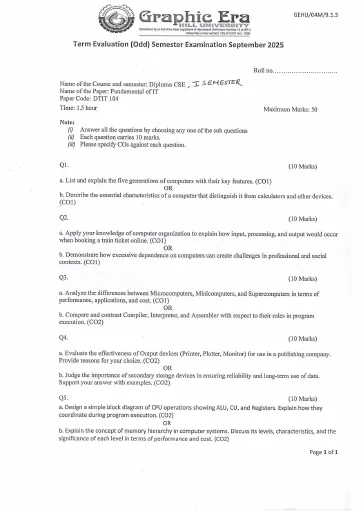 GEHU/04M/9.1.3
Graphic Era
HILL UNIVERSITY
Term Evaluation (Odd) Semester Examination September 2025
Roll no................................
Name of the Course and semester: Diploma CSE, I SEMESTER
Name of the Paper: Fundamental of IT
Paper Code: DTIT 104
Time: 1.5 hour Maximum Marks: 50
Note:
(i) Answer all the questions by choosing any one of the sub questions
(ii) Each question carries 10 marks.
(iii) Please specify COs against each question.
Q1. (10 Marks)
a. List and explain the five generations of computers with their key features. (CO1)
OR
b. Describe the essential characteristics of a computer that distinguish it from calculators and other devices.
(CO1)
Q2. (10 Marks)
a. Apply your knowledge of computer organization to explain how input, processing, and output would occur
when booking a train ticket online. (CO1)
OR
b. Demonstrate how excessive dependence on computers can create challenges in professional and social
contexts. (CO1)
Q3. (10 Marks)
a. Analyze the differences between Microcomputers, Minicomputers, and Supercomputers in terms of
performance, applications, and cost. (CO1)
OR
b. Compare and contrast Compiler, Interpreter, and Assembler with respect to their roles in program
execution. (CO2)
Q4. (10 Marks)
a. Evaluate the effectiveness of Output devices (Printer, Plotter, Monitor) for use in a publishing company.
Provide reasons for your choice. (CO2)
OR
b. Judge the importance of secondary storage devices in ensuring reliability and long-term use of data.
Support your answer with examples. (CO2)
Q5. (10 Marks)
a. Design a simple block diagram of CPU operations showing ALU, CU, and Registers. Explain how they
coordinate during program execution. (CO2)
OR
b. Explain the concept of memory hierarchy in computer systems. Discuss its levels, characteristics, and the
significance of each level in terms of performance and cost. (CO2)
Page 1 of 1